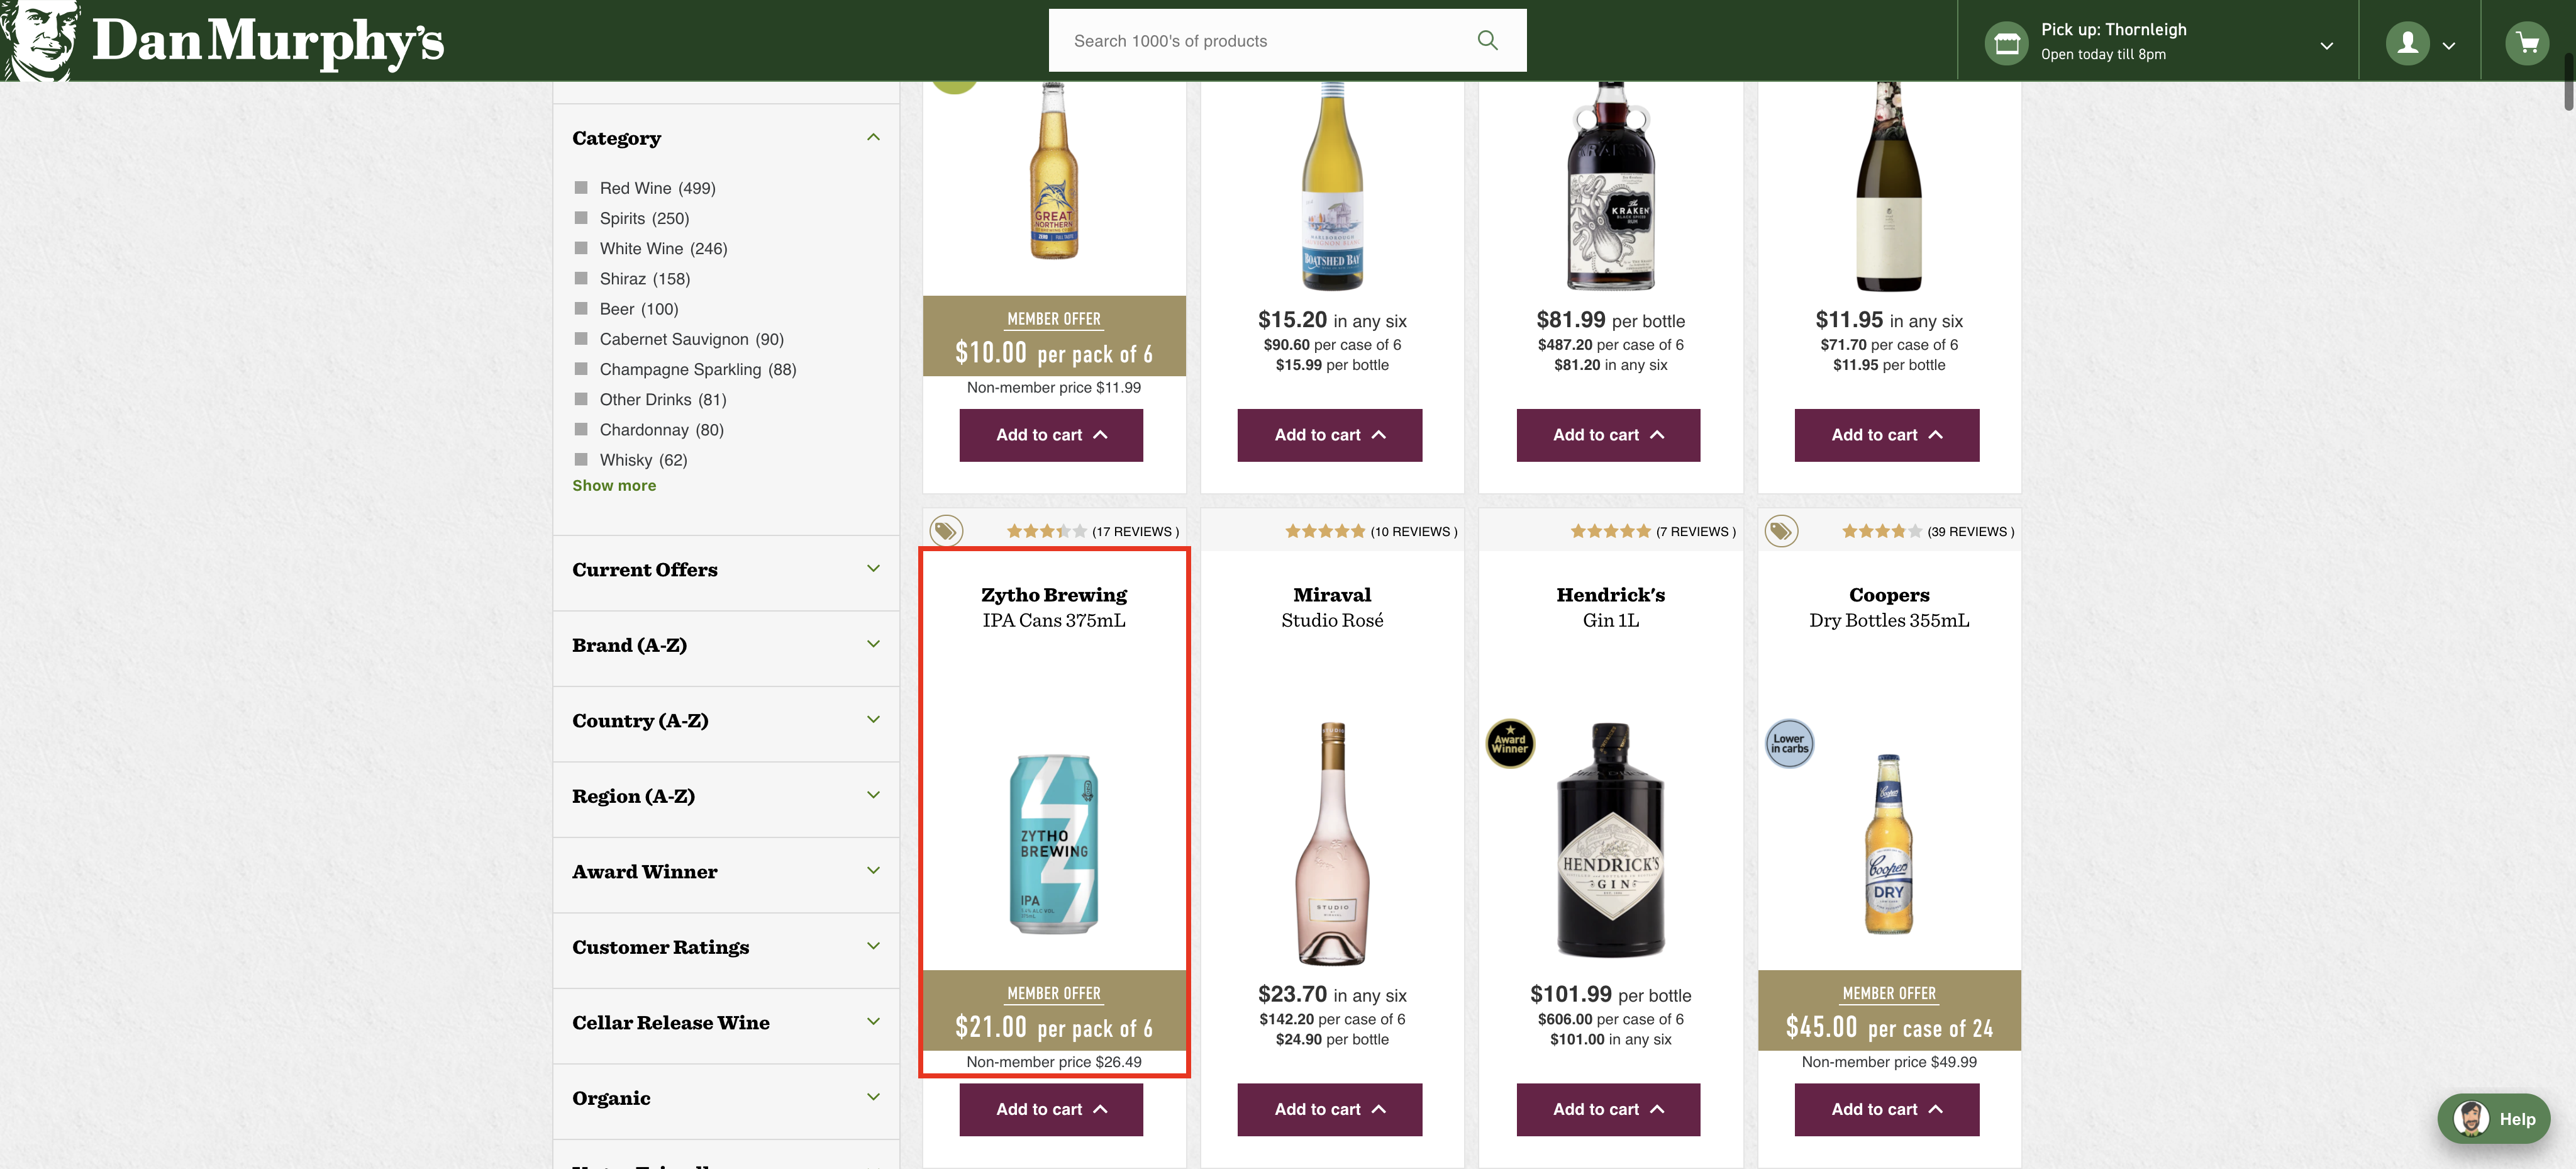 Dan Murphy's
Search 1000's of products
Pick up: Thornleigh
Open today till 8pm
Category
Red Wine (499)
Spirits (250)
White Wine (246)
Shiraz (158)
Beer (100)
Cabernet Sauvignon (90)
Champagne Sparkling (88)
Other Drinks (81)
Chardonnay (80)
Whisky (62)
Show more
Current Offers
Brand (A-Z)
Country (A-Z)
Region (A-Z)
Award Winner
Customer Ratings
Cellar Release Wine
Organic
GREAT
NORTHERN
ZERO
MEMBER OFFER
$10.00 per pack of 6
Non-member price $11.99
Add to cart
MARLBOROUGH
SAUVIGNON BLANC
BOATSHED BAY
$15.20 in any six
$90.60 per case of 6
$15.99 per bottle
Add to cart
KRAKEN
The
KRAKEN
BLACK SPICED
RUM
$81.99 per bottle
$487.20 per case of 6
$81.20 in any six
Add to cart
$11.95 in any six
$71.70 per case of 6
$11.95 per bottle
Add to cart
(17 REVIEWS )
Zytho Brewing
IPA Cans 375mL
ZYTHO
BREWING
IPA
MEMBER OFFER
$21.00 per pack of 6
Non-member price $26.49
Add to cart
(10 REVIEWS )
Miraval
Studio Rosé
STUDIO
$23.70 in any six
$142.20 per case of 6
$24.90 per bottle
Add to cart
(7 REVIEWS )
Hendrick's
Gin 1L
Award
Winner
HENDRICK'S
GIN
$101.99 per bottle
$606.00 per case of 6
$101.00 in any six
Add to cart
(39 REVIEWS )
Coopers
Dry Bottles 355mL
Lower
in carbs
Coopers
Coopers
DRY
MEMBER OFFER
$45.00 per case of 24
Non-member price $49.99
Add to cart
Help